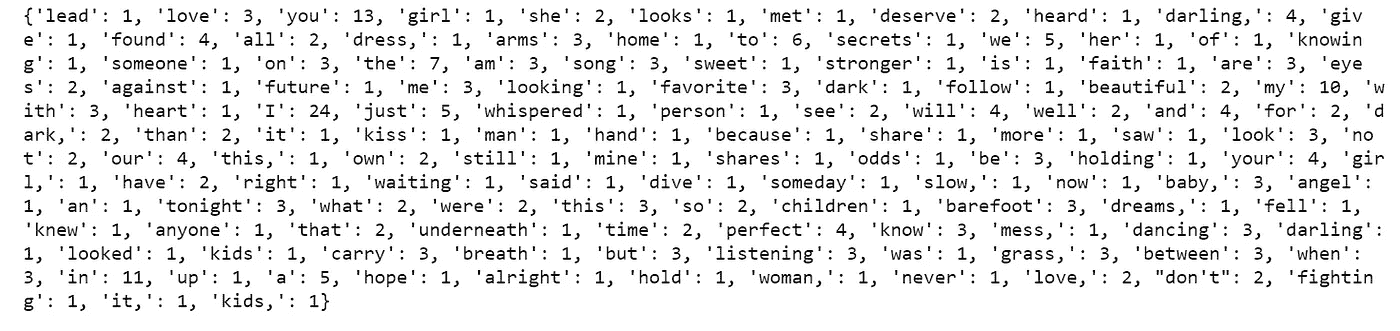 {'lead': 1, 'love': 3, 'you': 13, 'girl': 1, 'she': 2, 'looks': 1, 'met': 1, 'deserve': 2, 'heard': 1, 'darling,': 4, 'giv
e': 1, 'found': 4, 'all': 2, 'dress,': 1, 'arms': 3, 'home': 1, 'to': 6, 'secrets': 1, 'we': 5, 'her': 1, 'of': 1, 'knowin
g': 1, 'someone': 1, 'on': 3, 'the': 7, 'am': 3, 'song': 3, 'sweet': 1, 'stronger': 1, 'is': 1, 'faith': 1, 'are': 3, 'eye
s': 2, 'against': 1, 'future': 1, 'me': 3, 'looking': 1, 'favorite': 3, 'dark': 1, 'follow': 1, 'beautiful': 2, 'my': 10, 'w
ith': 3, 'heart': 1, 'I': 24, 'just': 5, 'whispered': 1, 'person': 1, 'see': 2, 'will': 4, 'well': 2, 'and': 4, 'for': 2, 'd
ark,': 2, 'than': 2, 'it': 1, 'kiss': 1, 'man': 1, 'hand': 1, 'because': 1, 'share': 1, 'more': 1, 'saw': 1, 'look': 3, 'no
t': 2, 'our': 4, 'this,': 1, 'own': 2, 'still': 1, 'mine': 1, 'shares': 1, 'odds': 1, 'be': 3, 'holding': 1, 'your': 4, 'gir
l,': 1, 'have': 2, 'right': 1, 'waiting': 1, 'said': 1, 'dive': 1, 'someday': 1, 'slow,': 1, 'now': 1, 'baby,': 3, 'angel':
1, 'an': 1, 'tonight': 3, 'what': 2, 'were': 2, 'this': 3, 'so': 2, 'children': 1, 'barefoot': 3, 'dreams,': 1, 'fell': 1,
'knew': 1, 'anyone': 1, 'that': 2, 'underneath': 1, 'time': 2, 'perfect': 4, 'know': 3, 'mess,': 1, 'dancing': 3, 'darling':
1, 'looked': 1, 'kids': 1, 'carry': 3, 'breath': 1, 'but': 3, 'listening': 3, 'was': 1, 'grass,': 3, 'between': 3, 'when':
3, 'in': 11, 'up': 1, 'a': 5, 'hope': 1, 'alright': 1, 'hold': 1, 'woman,': 1, 'never': 1, 'love,': 2, "don't": 2, 'fightin
g': 1, 'it,': 1, 'kids,': 1}